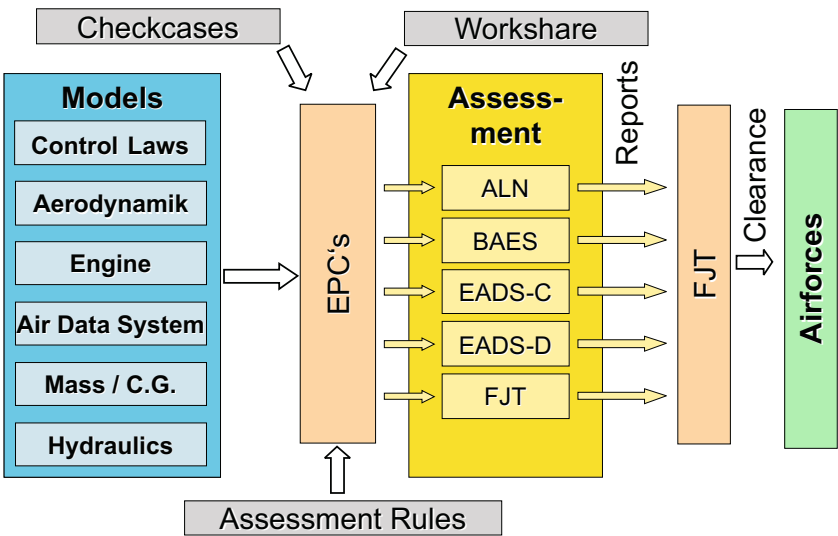 Checkcases
Workshare
Models
Control Laws
Aerodynamik
Engine
Air Data System
Mass / C.G.
Hydraulics
EPC‘s
Assess-
ment
ALN
BAES
EADS-C
EADS-D
FJT
Reports
FJT
Clearance
Airforces
Assessment Rules